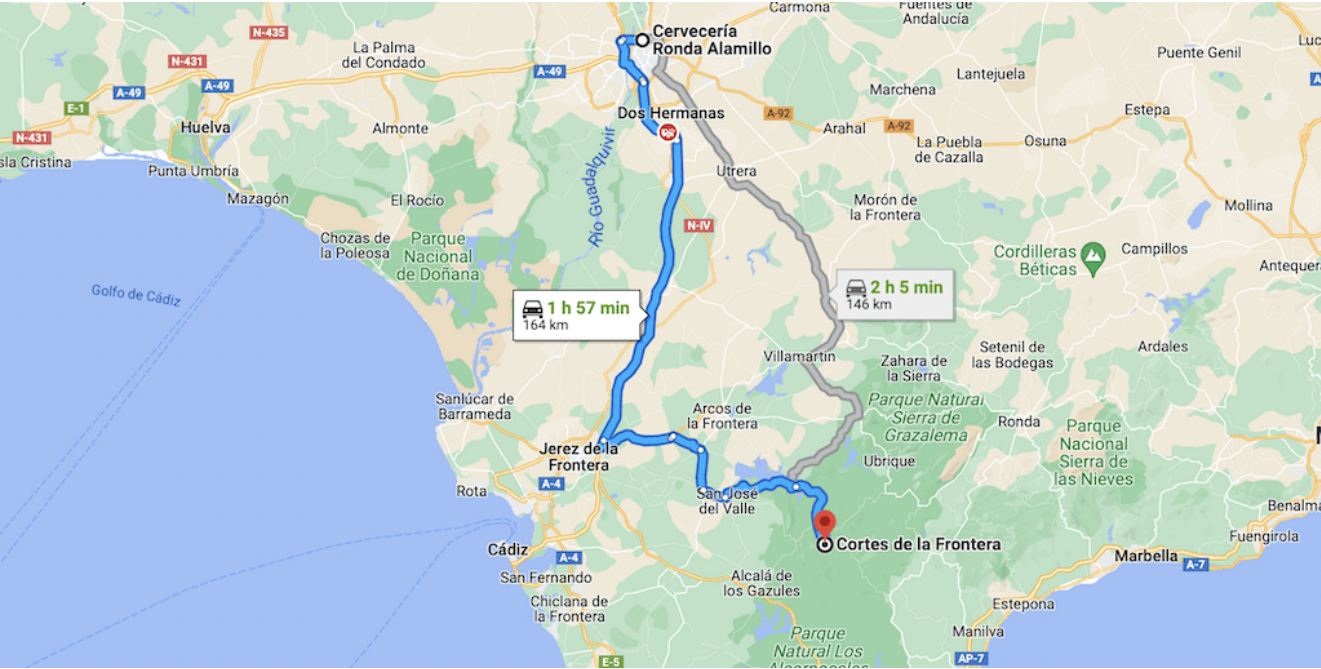 Carmona
Fuentes de
Andalucía
N-435
Cervecería
Ronda Alamillo
La Palma
del Condado
N-431
A-49
A-49
A-49
Puente Genil
Lantejuela
Marchena
E-1
Huelva
Almonte
Dos Hermanas
A-92
Arahal
A-92
Estepa
N-431
La Puebla
de Cazalla
Osuna
Punta Umbría
Utrera
Mazagón
El Rocío
Río Guadalquivir
Morón de
la Frontera
Mollina
N-IV
Chozas de
la Poleosa
Parque
Nacional
de Doñana
Cordilleras
Béticas
Campillos
Golfo de Cádiz
1 h 57 min
164 km
2 h 5 min
146 km
Villamartín
Zahara de
la Sierra
Setenil de
las Bodegas
Ardales
Sanlúcar de
Barrameda
Arcos de
la Frontera
Parque Natural
Sierra de
Grazalema
Ronda
Parque
Nacional
Sierra de
las Nieves
Jerez de la
Frontera
Ubrique
A-4
Rota
San José
del Valle
Cortes de la Frontera
Cádiz
A-4
San Fernando
Alcalá de
los Gazules
Marbella
A-7
Fuengirola
Chiclana de
la Frontera
Estepona
Manilva
Parque
Natural Los
AP-7
E-5